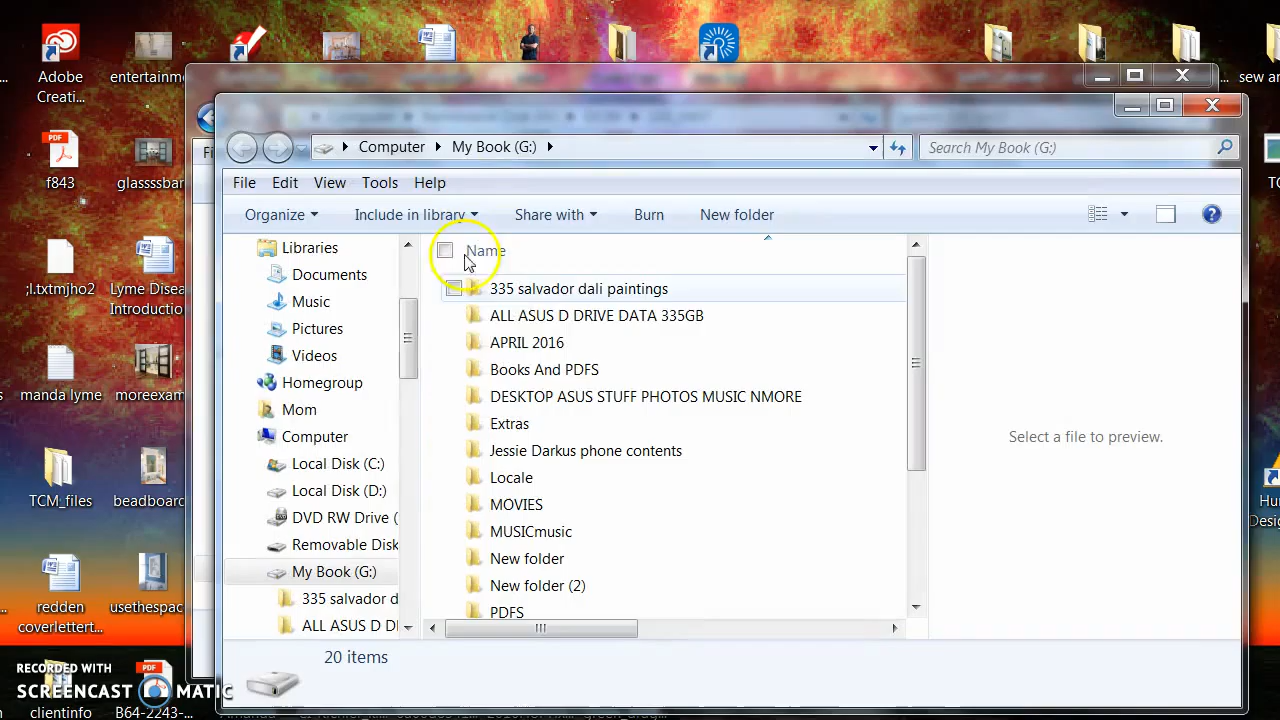 Adobe
Creati...
entertainme
sew ar
f843
glassssbar
;l.txtmjho2
Lyme Disea
Introductio
manda lyme
moreexam
TCM_files
beadboard
redden
coverlettert...
usethespac
clientinfo
B64-2243-...
Computer
My Book (G:)
Search My Book (G:)
File Edit View Tools Help
Organize Include in library Share with Burn New folder
Libraries
Documents
Music
Pictures
Videos
Homegroup
Mom
Computer
Local Disk (C:)
Local Disk (D:)
DVD RW Drive (
Removable Disk
My Book (G:)
335 salvador d
ALL ASUS D DI
Name
335 salvador dali paintings
ALL ASUS D DRIVE DATA 335GB
APRIL 2016
Books And PDFS
DESKTOP ASUS STUFF PHOTOS MUSIC NMORE
Extras
Jessie Darkus phone contents
Locale
MOVIES
MUSICmusic
New folder
New folder (2)
PDFS
Select a file to preview.
20 items
TC
Hu
Desig
RECORDED WITH
SCREENCAST MATIC